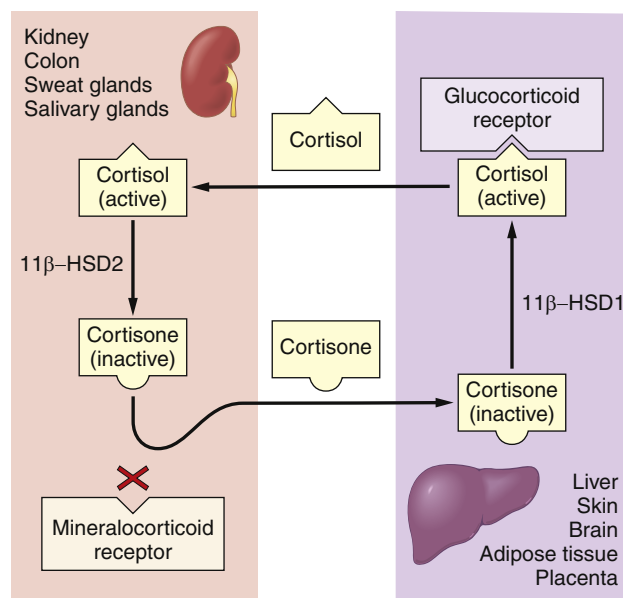 Kidney
Colon
Sweat glands
Salivary glands
Glucocorticoid
receptor
Cortisol
Cortisol
(active)
Cortisol
(active)
11β–HSD2
11β–HSD1
Cortisone
(inactive)
Cortisone
Cortisone
(inactive)
Mineralocorticoid
receptor
Liver
Skin
Brain
Adipose tissue
Placenta